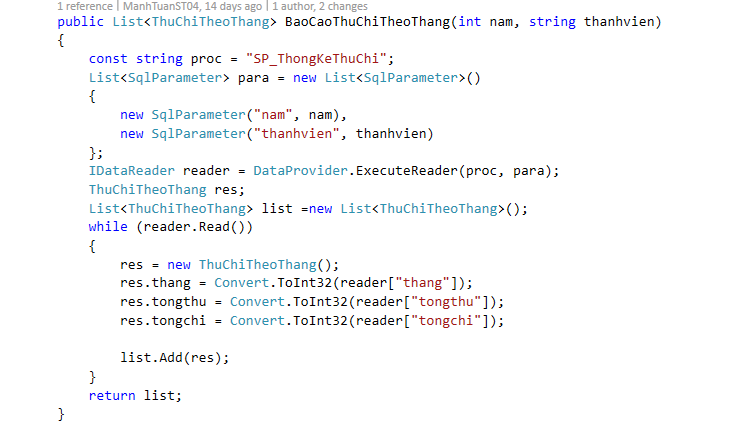 1 reference | ManhTuanST04, 14 days ago | 1 author, 2 changes
public List<ThuChiTheoThang> BaoCaoThuChiTheoThang(int nam, string thanhvien)
{
    const string proc = "SP_ThongKeThuChi";
    List<SqlParameter> para = new List<SqlParameter>()
    {
        new SqlParameter("nam", nam),
        new SqlParameter("thanhvien", thanhvien)
    };
    IDataReader reader = DataProvider.ExecuteReader(proc, para);
    ThuChiTheoThang res;
    List<ThuChiTheoThang> list =new List<ThuChiTheoThang>();
    while (reader.Read())
    {
        res = new ThuChiTheoThang();
        res.thang = Convert.ToInt32(reader["thang"]);
        res.tongthu = Convert.ToInt32(reader["tongthu"]);
        res.tongchi = Convert.ToInt32(reader["tongchi"]);

        list.Add(res);
    }
    return list;
}